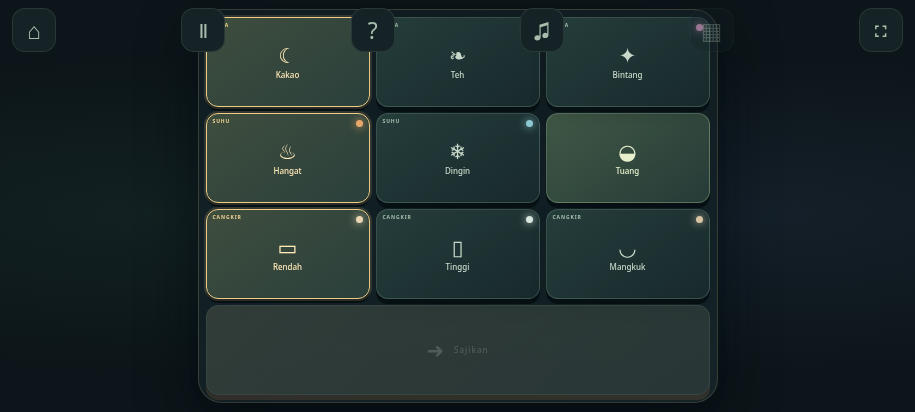 Kakao
Teh
Bintang
SUHU
SUHU
Hangat
Dingin
Tuang
CANGKIR
CANGKIR
CANGKIR
Rendah
Tinggi
Mangkuk
Sajikan